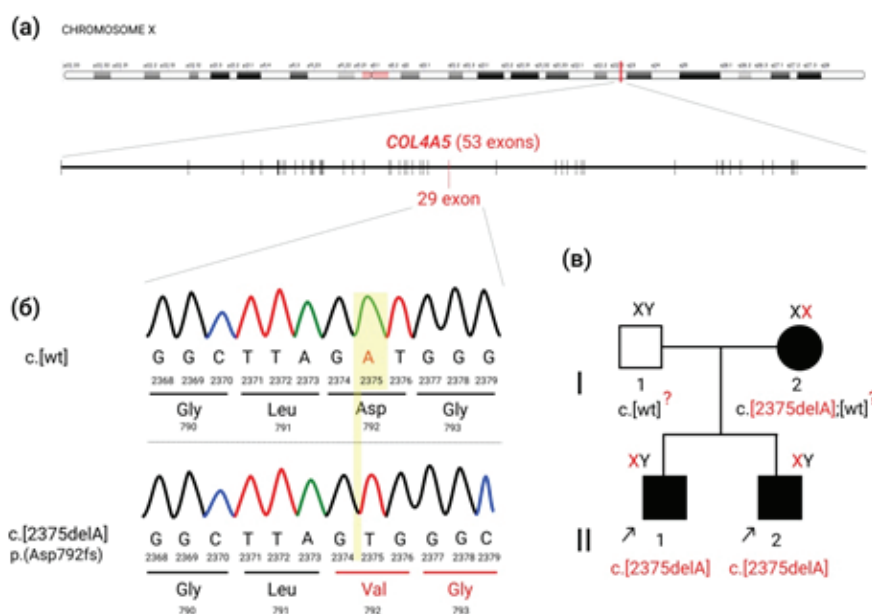 (а)
CHROMOSOME X
COL4A5 (53 exons)
29 exon
(б)
c.[wt]
G G C T T A G A T G G G
2368 2369 2370 2371 2372 2373 2374 2375 2376 2377 2378 2379
Gly Leu Asp Gly
790 791 792 793
c.[2375delA]
p.(Asp792fs)
G G C T T A G T G G G C
2368 2369 2370 2371 2372 2373 2374 2375 2376 2377 2378 2379
Gly Leu Val Gly
790 791 792 793
(в)
XY XX
I
1 2
c.[wt]? c.[2375delA];[wt]?
XY XY
II
1 2
c.[2375delA] c.[2375delA]